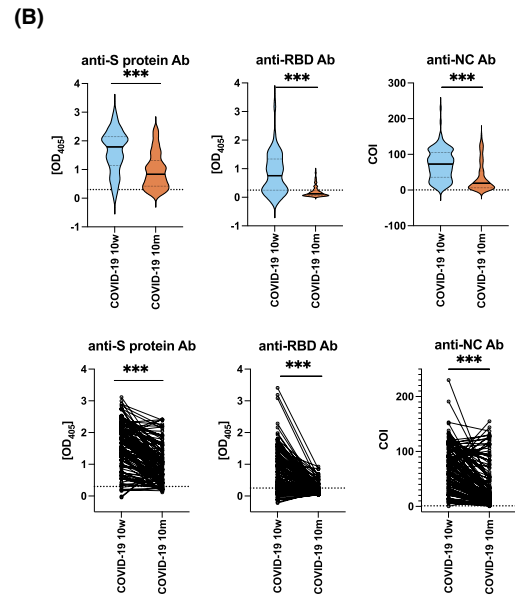 (B)
anti-S protein Ab
***
[OD405]
4
3
2
1
0
-1
COVID-19 10w
COVID-19 10m
anti-RBD Ab
***
[OD405]
4
3
2
1
0
-1
COVID-19 10w
COVID-19 10m
anti-NC Ab
***
COI
300
200
100
0
-100
COVID-19 10w
COVID-19 10m
anti-S protein Ab
***
[OD405]
4
3
2
1
0
COVID-19 10w
COVID-19 10m
anti-RBD Ab
***
[OD405]
4
3
2
1
0
COVID-19 10w
COVID-19 10m
anti-NC Ab
***
COI
200
100
0
COVID-19 10w
COVID-19 10m